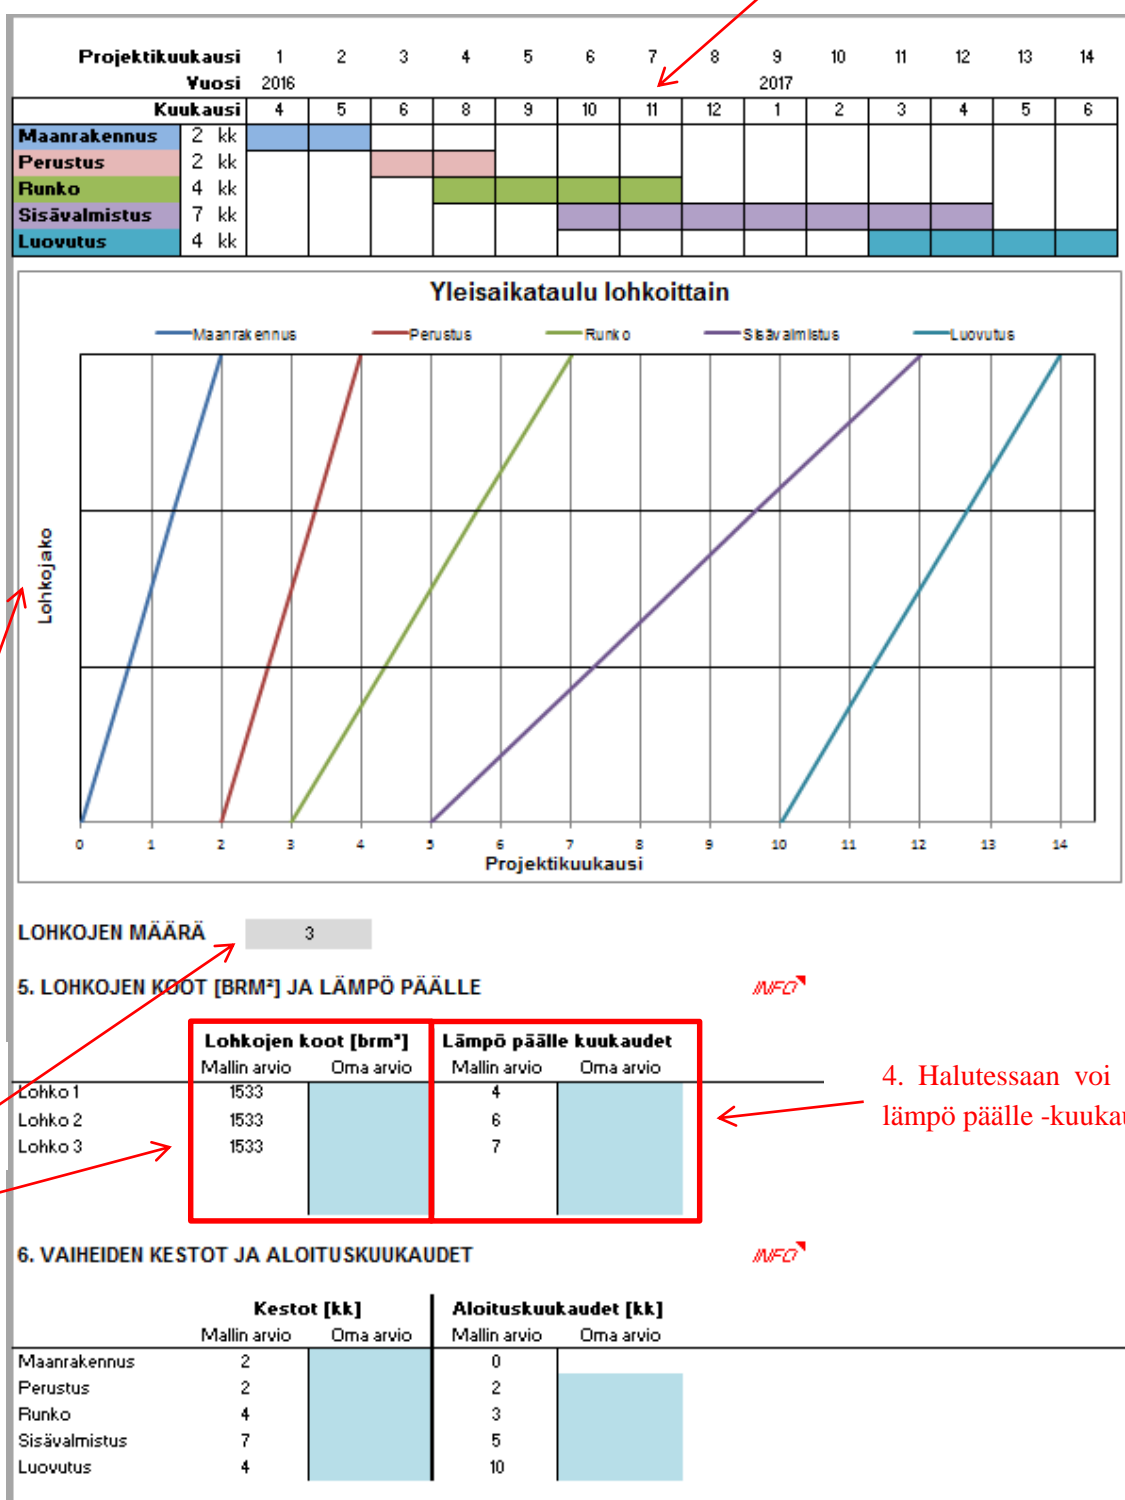 Projektikuukausi 1 2 3 4 5 6 7 8 9 10 11 12 13 14
Vuosi 2016 2017
Kuukausi 4 5 6 8 9 10 11 12 1 2 3 4 5 6
Maanrakennus 2 kk
Perustus 2 kk
Runko 4 kk
Sisävalmistus 7 kk
Luovutus 4 kk
Yleisaikataulu lohkoittain
Maanrakennus Perustus Runko Sisävalmistus Luovutus
Lohkojako
0 1 2 3 4 5 6 7 8 9 10 11 12 13 14
Projektikuukausi
LOHKOJEN MÄÄRÄ 3
5. LOHKOJEN KOOT [BRM²] JA LÄMPÖ PÄÄLLE INFO
Lohkojen koot [brm²] Lämpö päälle kuukaudet
Mallin arvio Oma arvio Mallin arvio Oma arvio
Lohko 1 1533 4
Lohko 2 1533 6
Lohko 3 1533 7
4. Halutessaan voi
lämpö päälle -kuukau
6. VAIHEIDEN KESTOT JA ALOITUSKUUKAUDET INFO
Kestot [kk] Aloituskuukaudet [kk]
Mallin arvio Oma arvio Mallin arvio Oma arvio
Maanrakennus 2 0
Perustus 2 2
Runko 4 3
Sisävalmistus 7 5
Luovutus 4 10